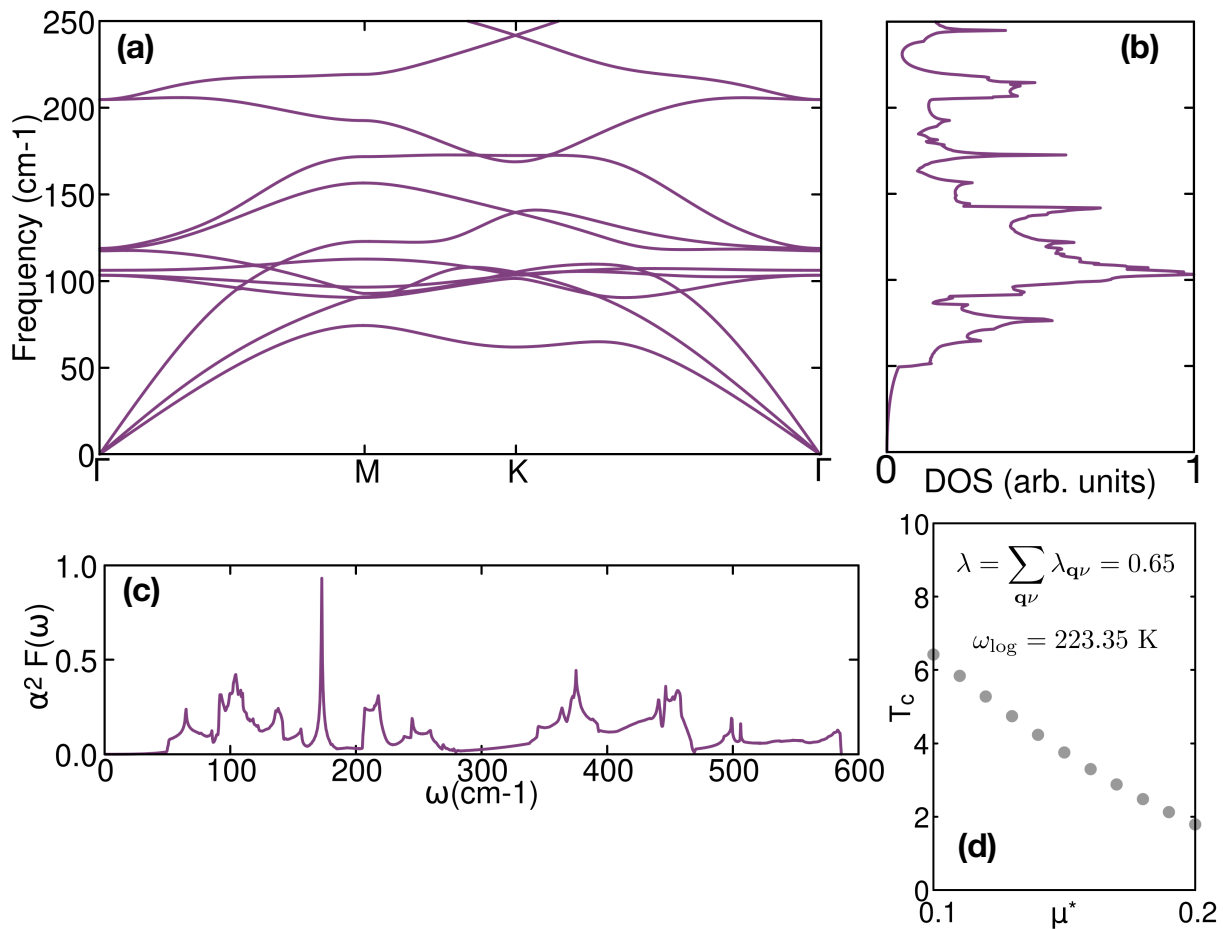 (a)
250
200
150
100
50
0
Frequency (cm-1)
Γ M K Γ
(b)
0 1
DOS (arb. units)
(c)
1.0
0.5
0.0
α² F(ω)
0 100 200 300 400 500 600
ω(cm-1)
10
8
6
4
2
0
T_c
λ = ∑_{qν} λ_{qν} = 0.65
ω_log = 223.35 K
(d)
0.1 0.2
μ*